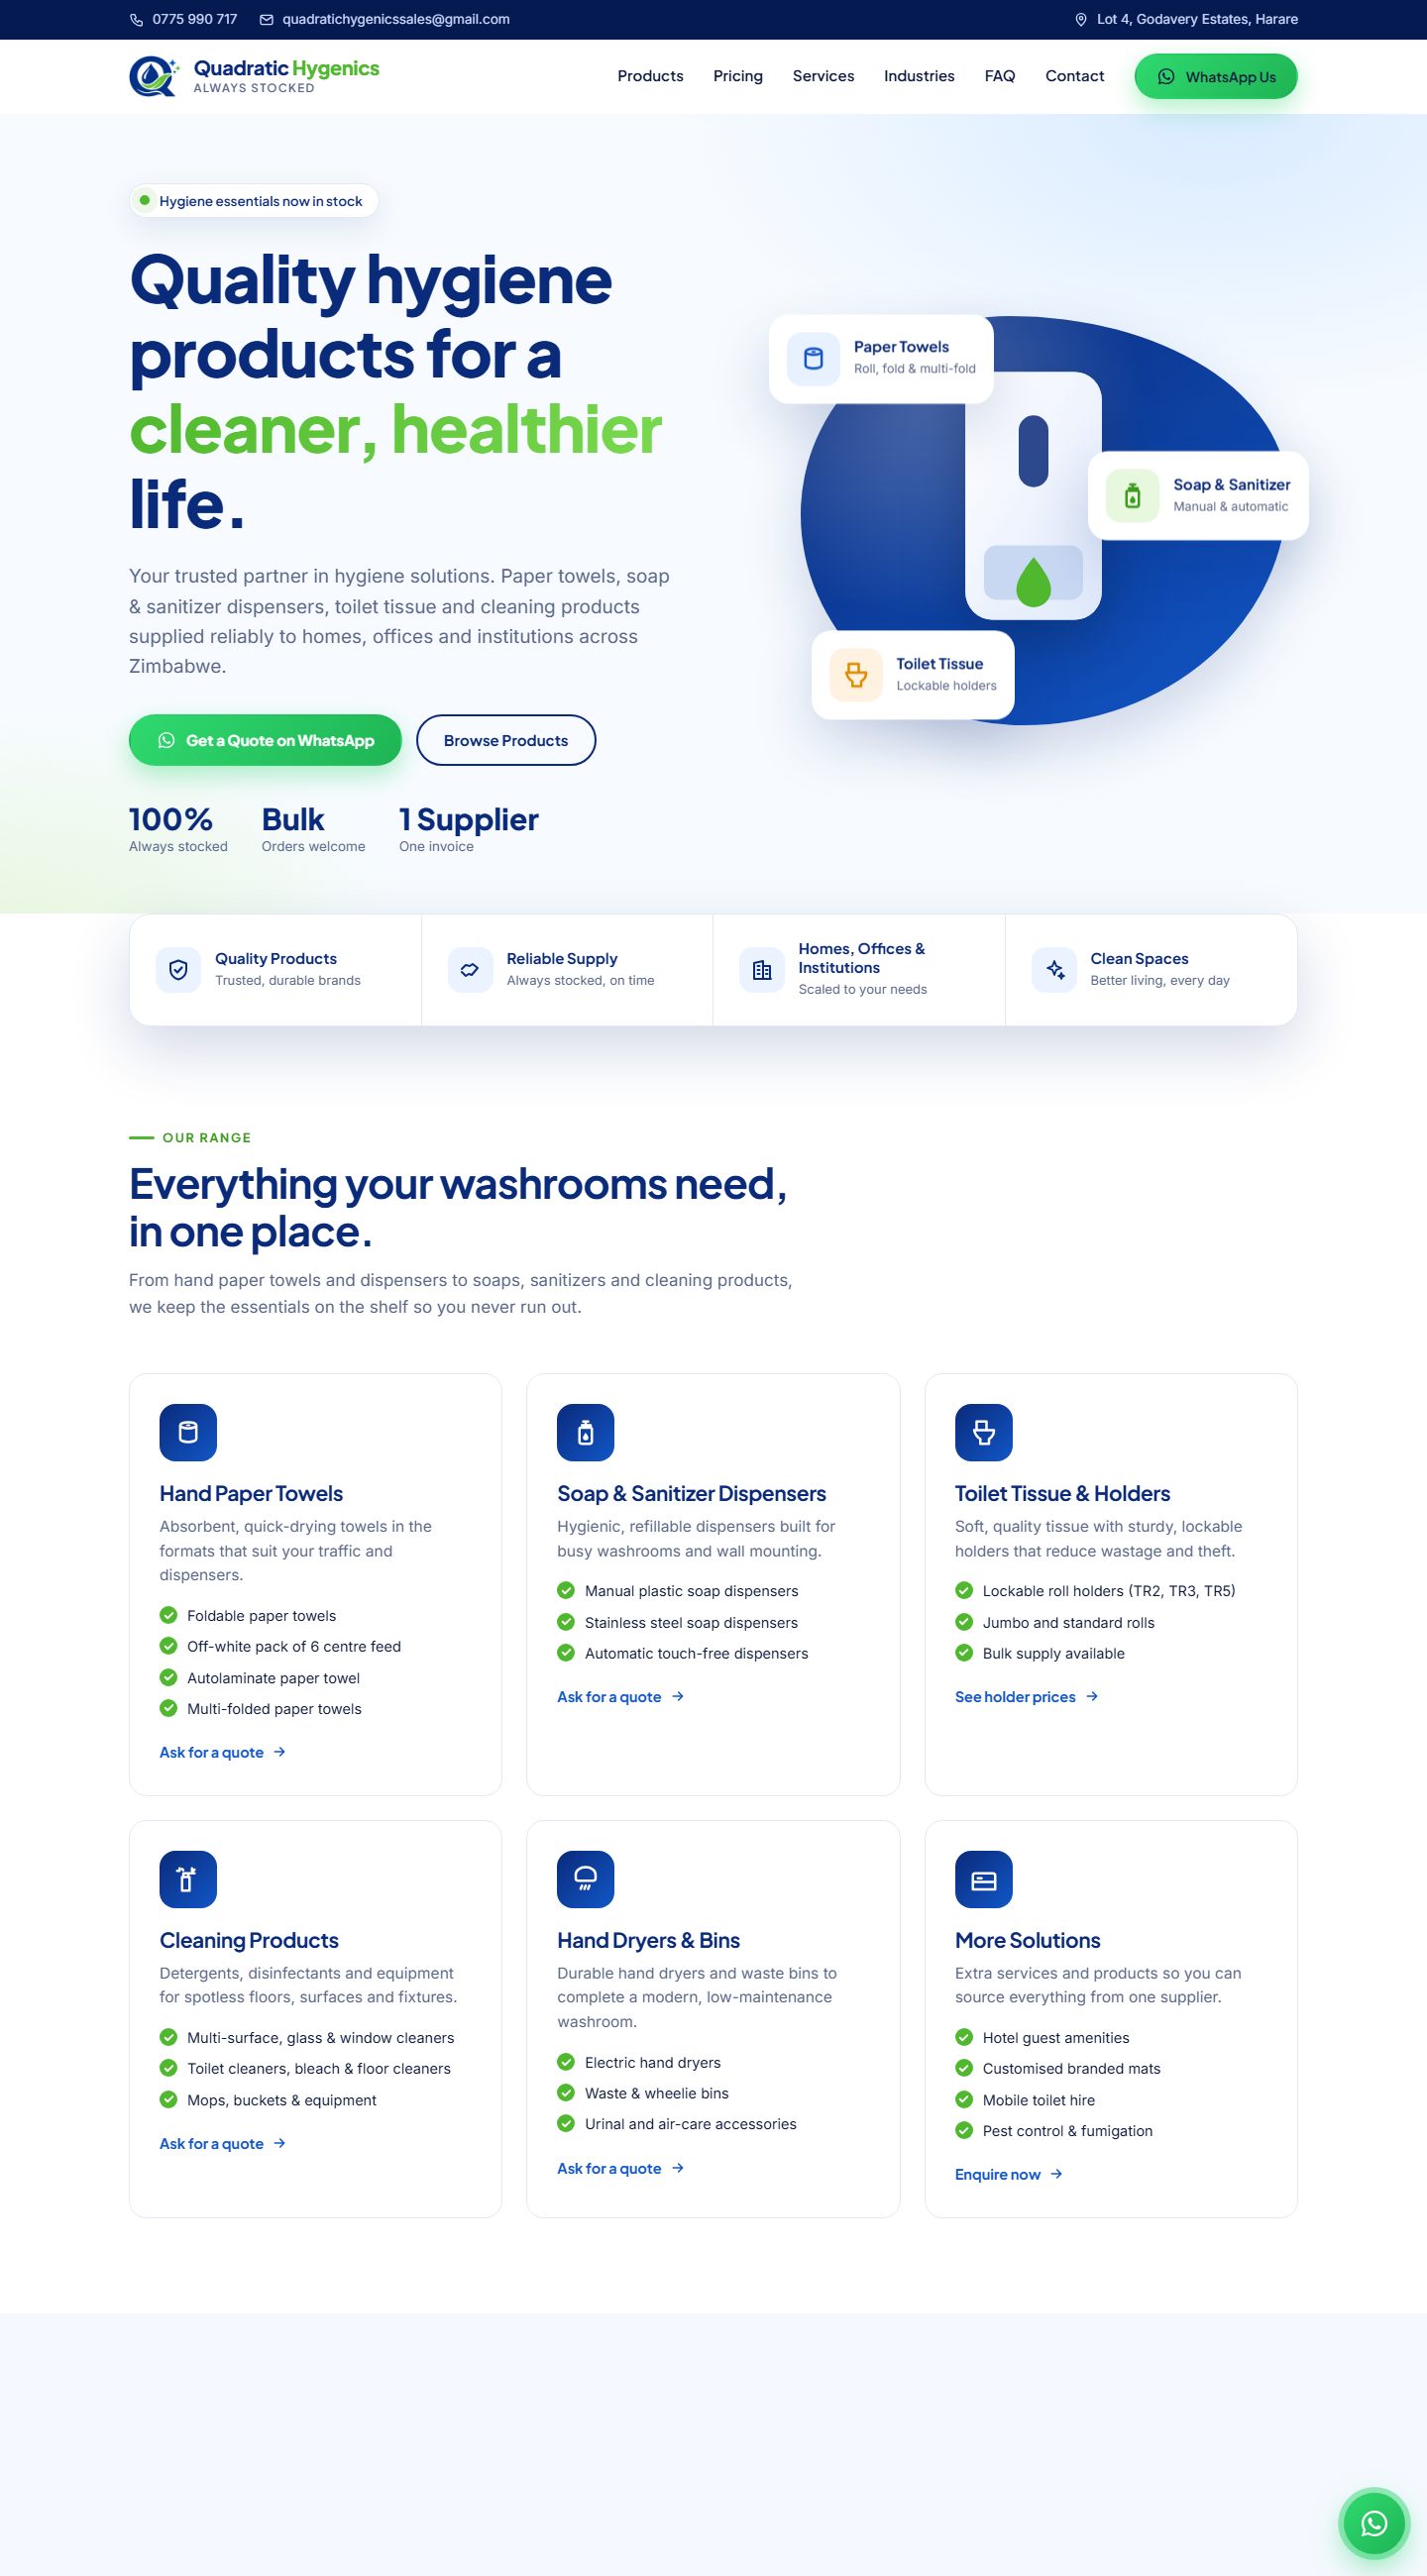 0775 990 717
quadratichygenicssales@gmail.com
Lot 4, Godavery Estates, Harare
Quadratic Hygenics
ALWAYS STOCKED
Products
Pricing
Services
Industries
FAQ
Contact
WhatsApp Us
Hygiene essentials now in stock
Quality hygiene
products for a
cleaner, healthier
life.
Your trusted partner in hygiene solutions. Paper towels, soap
& sanitizer dispensers, toilet tissue and cleaning products
supplied reliably to homes, offices and institutions across
Zimbabwe.
Get a Quote on WhatsApp
Browse Products
100%
Always stocked
Bulk
Orders welcome
1 Supplier
One invoice
Paper Towels
Roll, fold & multi-fold
Soap & Sanitizer
Manual & automatic
Toilet Tissue
Lockable holders
Quality Products
Trusted, durable brands
Reliable Supply
Always stocked, on time
Homes, Offices &
Institutions
Scaled to your needs
Clean Spaces
Better living, every day
OUR RANGE
Everything your washrooms need,
in one place.
From hand paper towels and dispensers to soaps, sanitizers and cleaning products,
we keep the essentials on the shelf so you never run out.
Hand Paper Towels
Absorbent, quick-drying towels in the
formats that suit your traffic and
dispensers.
Foldable paper towels
Off-white pack of 6 centre feed
Autolaminate paper towel
Multi-folded paper towels
Ask for a quote
Soap & Sanitizer Dispensers
Hygienic, refillable dispensers built for
busy washrooms and wall mounting.
Manual plastic soap dispensers
Stainless steel soap dispensers
Automatic touch-free dispensers
Ask for a quote
Toilet Tissue & Holders
Soft, quality tissue with sturdy, lockable
holders that reduce wastage and theft.
Lockable roll holders (TR2, TR3, TR5)
Jumbo and standard rolls
Bulk supply available
See holder prices
Cleaning Products
Detergents, disinfectants and equipment
for spotless floors, surfaces and fixtures.
Multi-surface, glass & window cleaners
Toilet cleaners, bleach & floor cleaners
Mops, buckets & equipment
Ask for a quote
Hand Dryers & Bins
Durable hand dryers and waste bins to
complete a modern, low-maintenance
washroom.
Electric hand dryers
Waste & wheelie bins
Urinal and air-care accessories
Ask for a quote
More Solutions
Extra services and products so you can
source everything from one supplier.
Hotel guest amenities
Customised branded mats
Mobile toilet hire
Pest control & fumigation
Enquire now